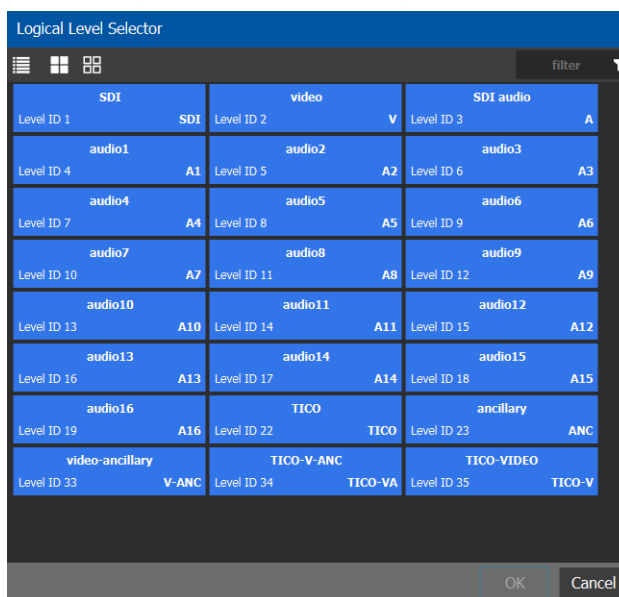 Logical Level Selector
filter
SDI video SDI audio
Level ID 1 SDI Level ID 2 V Level ID 3 A
audio1 audio2 audio3
Level ID 4 A1 Level ID 5 A2 Level ID 6 A3
audio4 audio5 audio6
Level ID 7 A4 Level ID 8 A5 Level ID 9 A6
audio7 audio8 audio9
Level ID 10 A7 Level ID 11 A8 Level ID 12 A9
audio10 audio11 audio12
Level ID 13 A10 Level ID 14 A11 Level ID 15 A12
audio13 audio14 audio15
Level ID 16 A13 Level ID 17 A14 Level ID 18 A15
audio16 TICO ancillary
Level ID 19 A16 Level ID 22 TICO Level ID 23 ANC
video-ancillary TICO-V-ANC TICO-VIDEO
Level ID 33 V-ANC Level ID 34 TICO-VA Level ID 35 TICO-V
OK Cancel